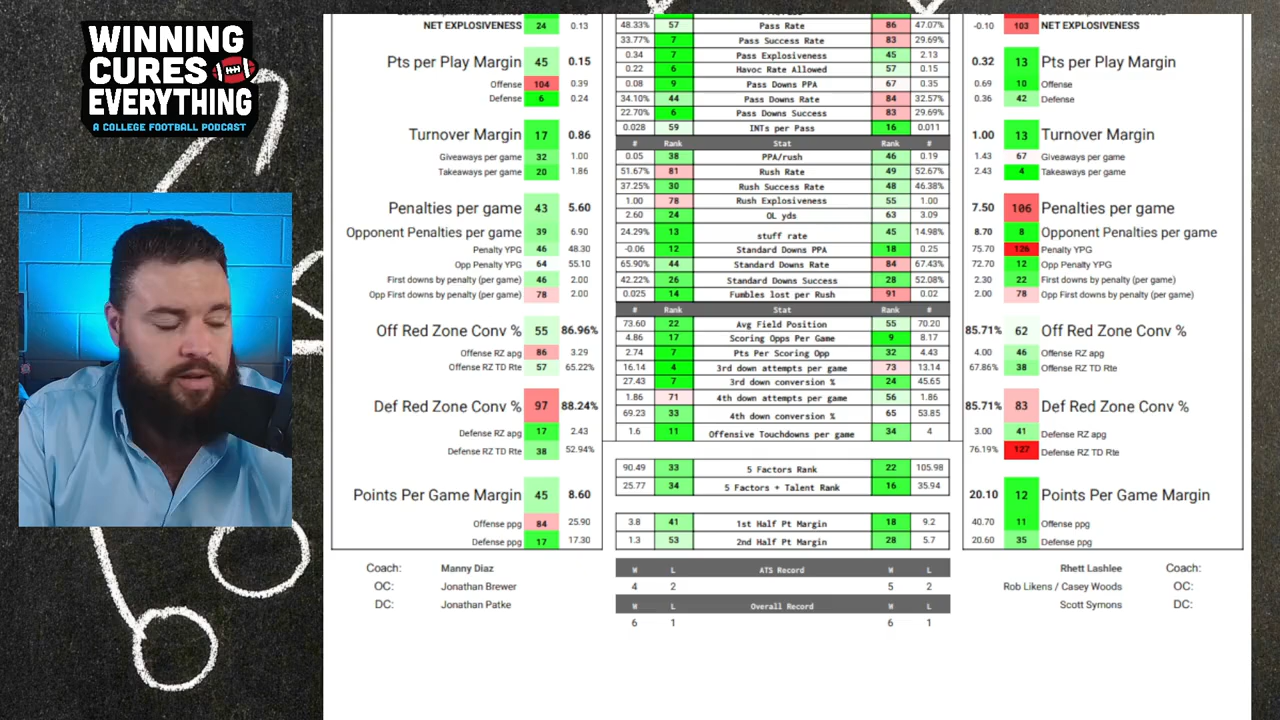 WINNING
CURES
EVERYTHING
A COLLEGE FOOTBALL PODCAST
NET EXPLOSIVENESS 24 0.13
Pts per Play Margin 45 0.15
Offense 104 0.39
Defense 6 0.24
Turnover Margin 17 0.86
Giveaways per game 32 1.00
Takeaways per game 20 1.86
Penalties per game 43 5.60
Opponent Penalties per game 39 6.90
Penalty YPG 46 48.30
Opp Penalty YPG 64 55.10
First downs by penalty (per game) 46 2.00
Opp First downs by penalty (per game) 78 2.00
Off Red Zone Conv % 55 86.96%
Offense RZ apg 86 3.29
Offense RZ TD Rte 57 65.22%
Def Red Zone Conv % 97 88.24%
Defense RZ apg 17 2.43
Defense RZ TD Rte 38 52.94%
Points Per Game Margin 45 8.60
Offense ppg 84 25.90
Defense ppg 17 17.30
Coach: Manny Diaz
OC: Jonathan Brewer
DC: Jonathan Patke
48.33% 57 Pass Rate 86 47.07%
33.77% 7 Pass Success Rate 83 29.69%
0.34 7 Pass Explosiveness 45 2.13
0.22 6 Havoc Rate Allowed 57 0.15
0.08 9 Pass Downs PPA 67 0.35
34.10% 44 Pass Downs Rate 84 32.57%
22.70% 6 Pass Downs Success 83 29.69%
0.028 59 INTs per Pass 16 0.011
# Rank Stat Rank #
0.05 38 PPA/rush 46 0.19
51.67% 81 Rush Rate 49 52.67%
37.25% 30 Rush Success Rate 48 46.38%
1.00 78 Rush Explosiveness 55 1.00
2.60 24 OL yds 63 3.09
24.29% 13 stuff rate 45 14.98%
-0.06 12 Standard Downs PPA 18 0.25
65.90% 44 Standard Downs Rate 84 67.43%
42.22% 26 Standard Downs Success 28 52.08%
0.025 14 Fumbles lost per Rush 91 0.02
# Rank Stat Rank #
73.60 22 Avg Field Position 55 70.20
4.86 17 Scoring Opps Per Game 9 8.17
2.74 7 Pts Per Scoring Opp 32 4.43
16.14 4 3rd down attempts per game 73 13.14
27.43 7 3rd down conversion % 24 45.65
1.86 71 4th down attempts per game 56 1.86
69.23 33 4th down conversion % 65 53.85
1.6 11 Offensive Touchdowns per game 34 4
90.49 33 5 Factors Rank 22 105.98
25.77 34 5 Factors + Talent Rank 16 35.94
3.8 41 1st Half Pt Margin 18 9.2
1.3 53 2nd Half Pt Margin 28 5.7
W L ATS Record W L
4 2 5 2
W L Overall Record W L
6 1 6 1
-0.10 103 NET EXPLOSIVENESS
0.32 13 Pts per Play Margin
0.69 10 Offense
0.36 42 Defense
1.00 13 Turnover Margin
1.43 67 Giveaways per game
2.43 4 Takeaways per game
7.50 106 Penalties per game
8.70 8 Opponent Penalties per game
75.70 126 Penalty YPG
72.70 12 Opp Penalty YPG
2.30 22 First downs by penalty (per game)
2.00 78 Opp First downs by penalty (per game)
85.71% 62 Off Red Zone Conv %
4.00 46 Offense RZ apg
67.86% 38 Offense RZ TD Rte
85.71% 83 Def Red Zone Conv %
3.00 41 Defense RZ apg
76.19% 127 Defense RZ TD Rte
20.10 12 Points Per Game Margin
40.70 11 Offense ppg
20.60 35 Defense ppg
Rhett Lashlee Coach:
Rob Likens / Casey Woods OC:
Scott Symons DC: